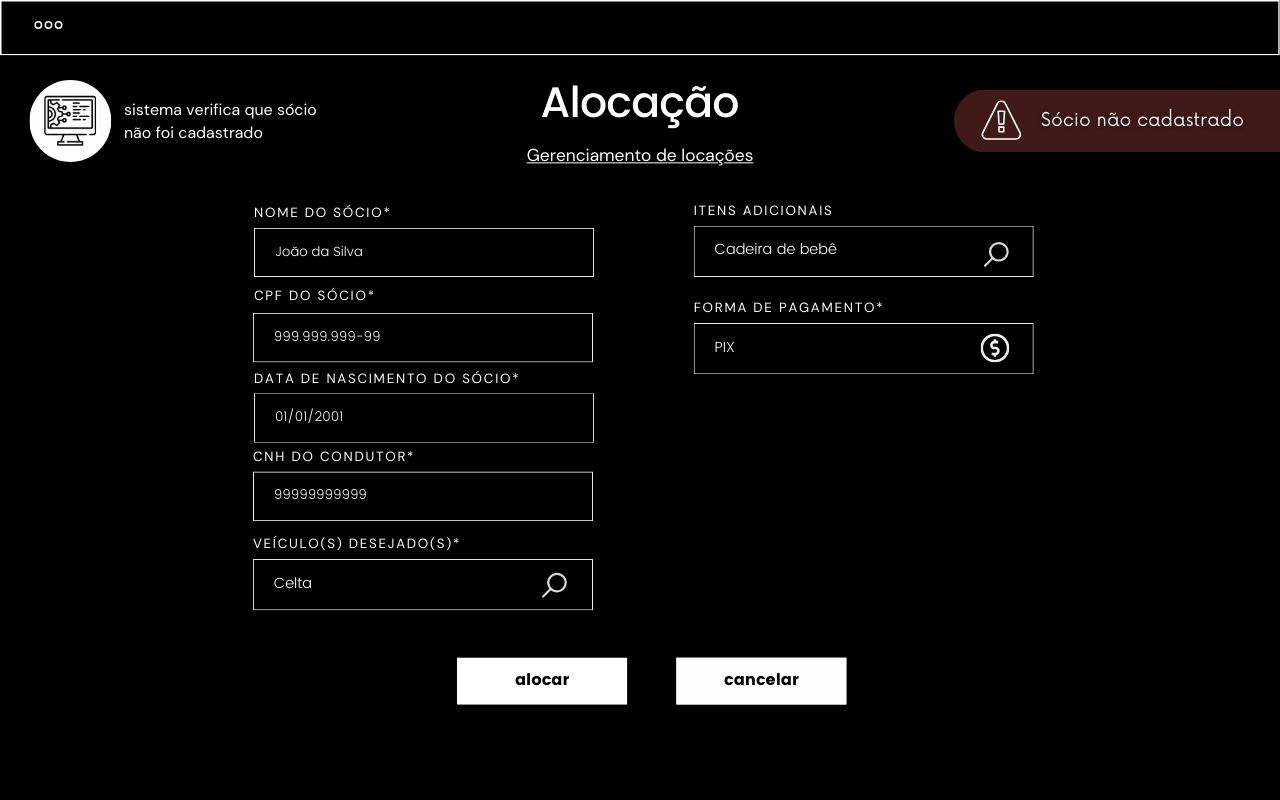 sistema verifica que sócio
não foi cadastrado
Alocação
Gerenciamento de locações
Sócio não cadastrado
NOME DO SÓCIO*
João da Silva
CPF DO SÓCIO*
999.999.999-99
DATA DE NASCIMENTO DO SÓCIO*
01/01/2001
CNH DO CONDUTOR*
99999999999
VEÍCULO(S) DESEJADO(S)*
Celta
ITENS ADICIONAIS
Cadeira de bebê
FORMA DE PAGAMENTO*
PIX
alocar
cancelar